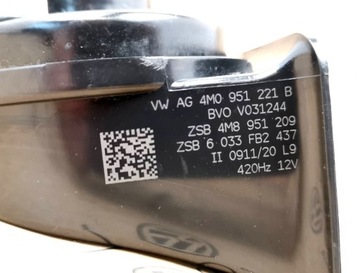 VW AG 4M0 951 221 B
BVO V031244
ZSB 4M8 951 209
ZSB 6 033 FB2 437
II 0911/20 L9
420Hz 12V